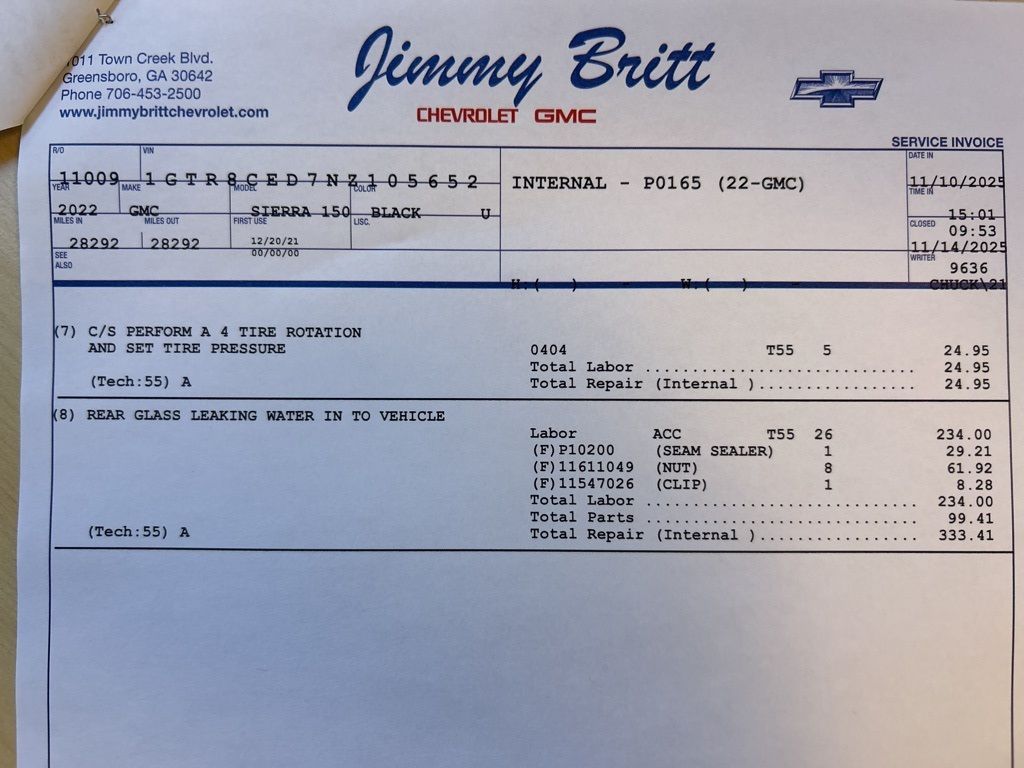 011 Town Creek Blvd.
Greensboro, GA 30642
Phone 706-453-2500
www.jimmybrittchevrolet.com
Jimmy Britt
CHEVROLET GMC
SERVICE INVOICE
R/O VIN DATE IN
11009 1GTR8CED7NZ105652 INTERNAL - P0165 (22-GMC) 11/10/2025
YEAR MAKE MODEL COLOR TIME IN
2022 GMC SIERRA 150 BLACK U 15:01
MILES IN MILES OUT FIRST USE LISC. CLOSED 09:53
28292 28292 12/20/21 11/14/2025
00/00/00
SEE ALSO WRITER 9636
H:( ) - W:( ) - CHUCK\21
(7) C/S PERFORM A 4 TIRE ROTATION
AND SET TIRE PRESSURE 0404 T55 5 24.95
Total Labor .............................. 24.95
(Tech:55) A Total Repair (Internal )................. 24.95
(8) REAR GLASS LEAKING WATER IN TO VEHICLE
Labor ACC T55 26 234.00
(F)P10200 (SEAM SEALER) 1 29.21
(F)11611049 (NUT) 8 61.92
(F)11547026 (CLIP) 1 8.28
Total Labor .............................. 234.00
Total Parts .............................. 99.41
(Tech:55) A Total Repair (Internal )................. 333.41